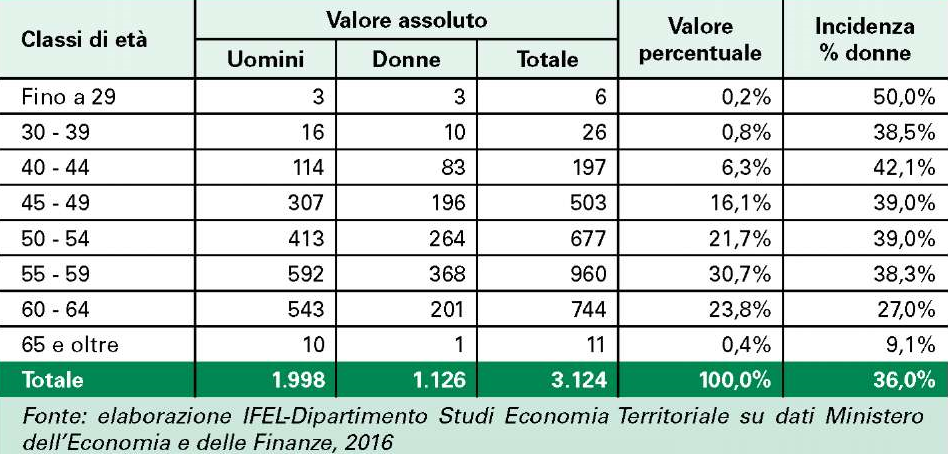 Classi di età Valore assoluto Valore percentuale Incidenza % donne
Uomini Donne Totale
Fino a 29 3 3 6 0,2% 50,0%
30 - 39 16 10 26 0,8% 38,5%
40 - 44 114 83 197 6,3% 42,1%
45 - 49 307 196 503 16,1% 39,0%
50 - 54 413 264 677 21,7% 39,0%
55 - 59 592 368 960 30,7% 38,3%
60 - 64 543 201 744 23,8% 27,0%
65 e oltre 10 1 11 0,4% 9,1%
Totale 1.998 1.126 3.124 100,0% 36,0%
Fonte: elaborazione IFEL-Dipartimento Studi Economia Territoriale su dati Ministero
dell'Economia e delle Finanze, 2016